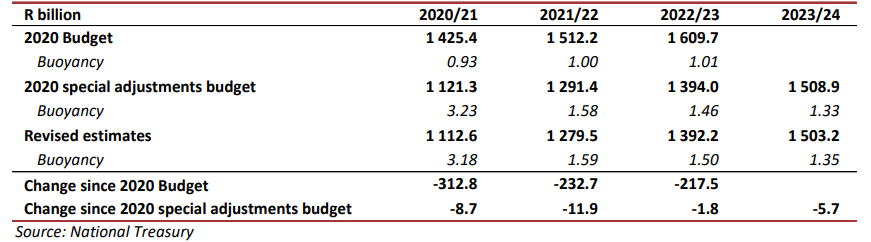 R billion 2020/21 2021/22 2022/23 2023/24
2020 Budget 1 425.4 1 512.2 1 609.7
Buoyancy 0.93 1.00 1.01
2020 special adjustments budget 1 121.3 1 291.4 1 394.0 1 508.9
Buoyancy 3.23 1.58 1.46 1.33
Revised estimates 1 112.6 1 279.5 1 392.2 1 503.2
Buoyancy 3.18 1.59 1.50 1.35
Change since 2020 Budget -312.8 -232.7 -217.5
Change since 2020 special adjustments budget -8.7 -11.9 -1.8 -5.7
Source: National Treasury